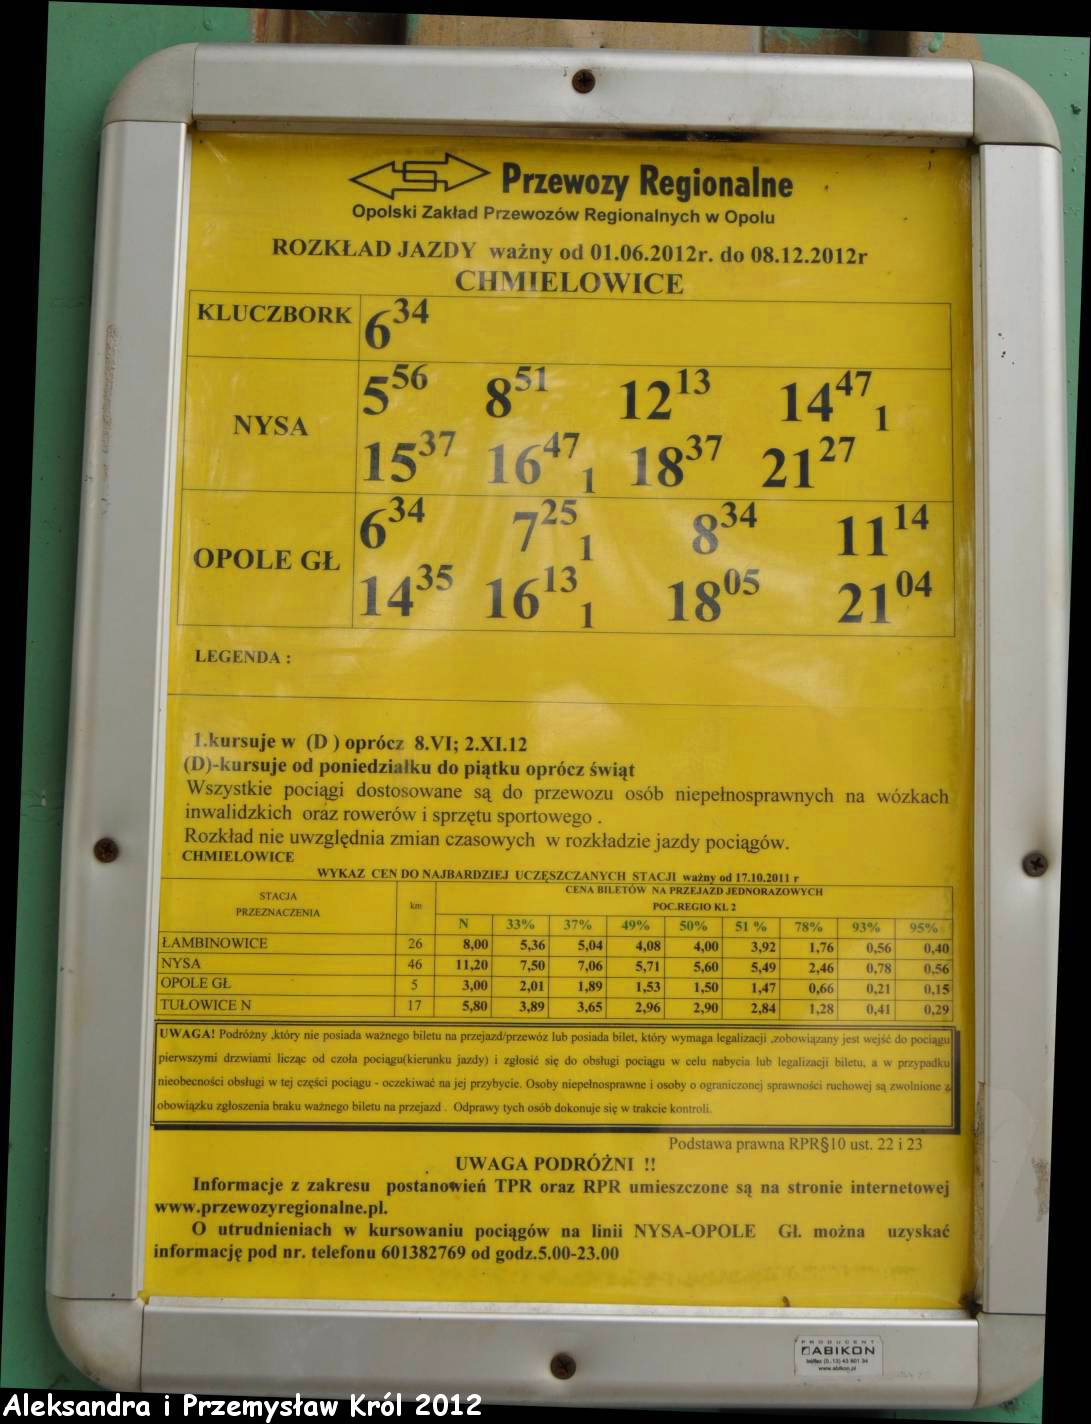 Przewozy Regionalne
Opolski Zakład Przewozów Regionalnych w Opolu
ROZKŁAD JAZDY ważny od 01.06.2012r. do 08.12.2012r
CHMIELOWICE
KLUCZBORK 6³⁴
NYSA 5⁵⁶ 8⁵¹ 12¹³ 14⁴⁷ 1
15³⁷ 16⁴⁷ 1 18³⁷ 21²⁷
OPOLE GŁ 6³⁴ 7²⁵ 1 8³⁴ 11¹⁴
14³⁵ 16¹³ 1 18⁰⁵ 21⁰⁴
LEGENDA :
1.kursuje w (D ) oprócz 8.VI; 2.XI.12
(D)-kursuje od poniedziałku do piątku oprócz świąt
Wszystkie pociągi dostosowane są do przewozu osób niepełnosprawnych na wózkach
inwalidzkich oraz rowerów i sprzętu sportowego .
Rozkład nie uwzględnia zmian czasowych w rozkładzie jazdy pociągów.
CHMIELOWICE
WYKAZ CEN DO NAJBARDZIEJ UCZĘSZCZANYCH STACJI ważny od 17.10.2011 r
STACJA PRZEZNACZENIA km CENA BILETÓW NA PRZEJAZD JEDNORAZOWYCH
POC.REGIO KL 2
N 33% 37% 49% 50% 51 % 78% 93% 95%
ŁAMBINOWICE 26 8,00 5,36 5,04 4,08 4,00 3,92 1,76 0,56 0,40
NYSA 46 11,20 7,50 7,06 5,71 5,60 5,49 2,46 0,78 0,56
OPOLE GŁ 5 3,00 2,01 1,89 1,53 1,50 1,47 0,66 0,21 0,15
TUŁOWICE N 17 5,80 3,89 3,65 2,96 2,90 2,84 1,28 0,41 0,29
UWAGA! Podróżny ,który nie posiada ważnego biletu na przejazd/przewóz lub posiada bilet, który wymaga legalizacji ,zobowiązany jest wejść do pociągu
pierwszymi drzwiami licząc od czoła pociągu(kierunku jazdy) i zgłosić się do obsługi pociągu w celu nabycia lub legalizacji biletu, a w przypadku
nieobecności obsługi w tej części pociągu - oczekiwać na jej przybycie. Osoby niepełnosprawne i osoby o ograniczonej sprawności ruchowej są zwolnione z
obowiązku zgłoszenia braku ważnego biletu na przejazd . Odprawy tych osób dokonuje się w trakcie kontroli.
Podstawa prawna RPR§10 ust. 22 i 23
UWAGA PODRÓŻNI !!
Informacje z zakresu postanowień TPR oraz RPR umieszczone są na stronie internetowej
www.przewozyregionalne.pl.
O utrudnieniach w kursowaniu pociągów na linii NYSA-OPOLE Gł. można uzyskać
informację pod nr. telefonu 601382769 od godz.5.00-23.00
PRODUCENT
ABIKON
tel/fax (0..13) 43 601 34
www.abikon.pl
Aleksandra i Przemysław Król 2012